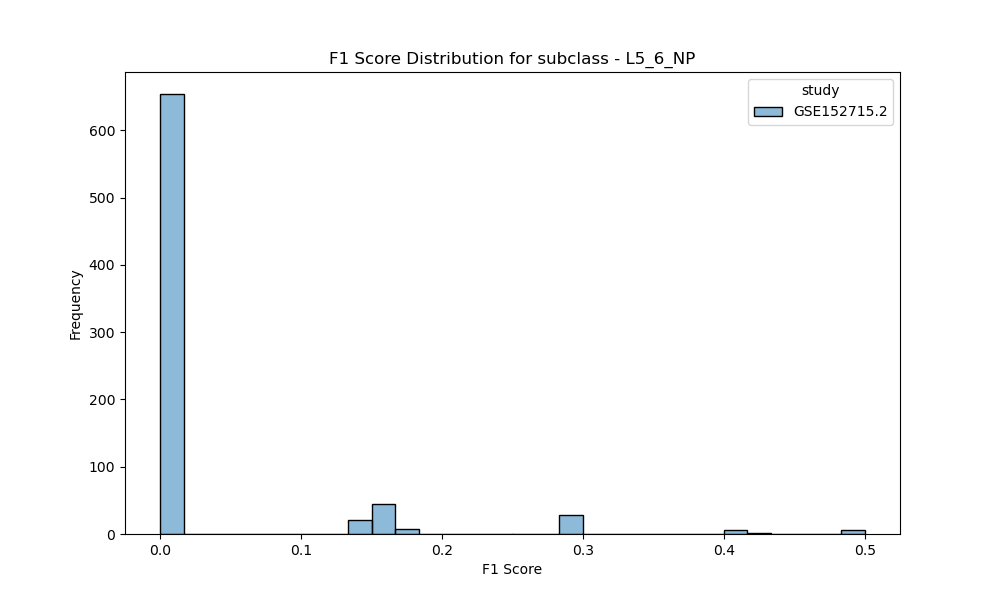 F1 Score Distribution for subclass - L5_6_NP
study
GSE152715.2
Frequency
600
500
400
300
200
100
0
0.0 0.1 0.2 0.3 0.4 0.5
F1 Score